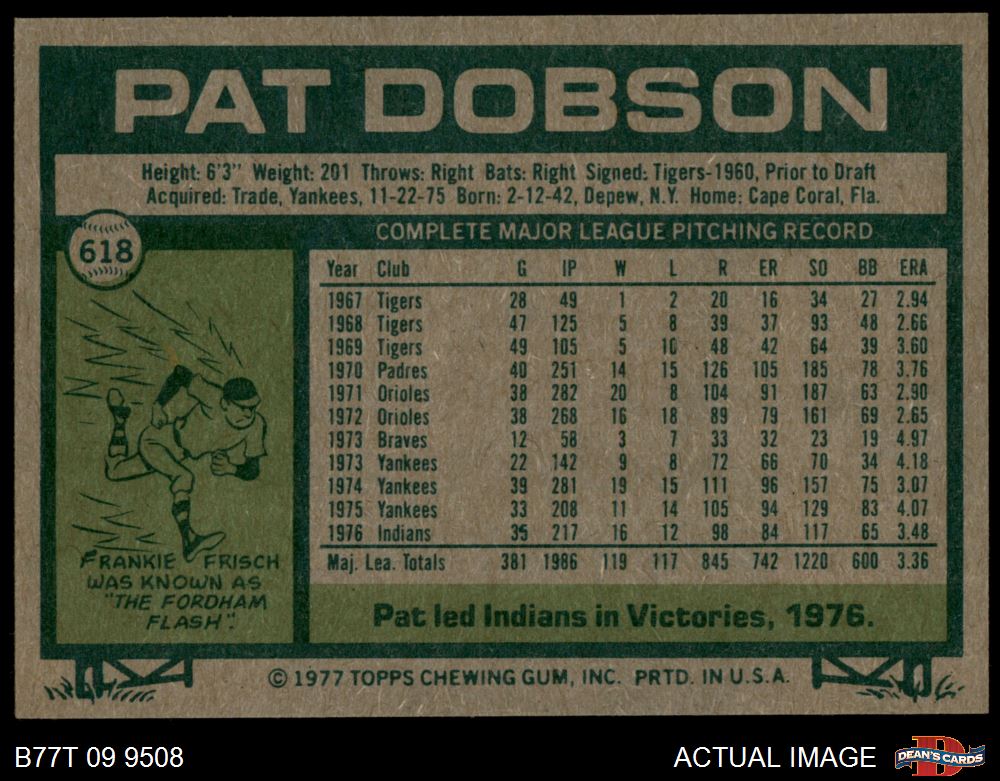 PAT DOBSON
Height: 6'3" Weight: 201 Throws: Right Bats: Right Signed: Tigers-1960, Prior to Draft
Acquired: Trade, Yankees, 11-22-75 Born: 2-12-42, Depew, N.Y. Home: Cape Coral, Fla.
618
COMPLETE MAJOR LEAGUE PITCHING RECORD
Year Club G IP W L R ER SO BB ERA
1967 Tigers 28 49 1 2 20 16 34 27 2.94
1968 Tigers 47 125 5 8 39 37 93 48 2.66
1969 Tigers 49 105 5 10 48 42 64 39 3.60
1970 Padres 40 251 14 15 126 105 185 78 3.76
1971 Orioles 38 282 20 8 104 91 187 63 2.90
1972 Orioles 38 268 16 18 89 79 161 69 2.65
1973 Braves 12 58 3 7 33 32 23 19 4.97
1973 Yankees 22 142 9 8 72 66 70 34 4.18
1974 Yankees 39 281 19 15 111 96 157 75 3.07
1975 Yankees 33 208 11 14 105 94 129 83 4.07
1976 Indians 35 217 16 12 98 84 117 65 3.48
Maj. Lea. Totals 381 1986 119 117 845 742 1220 600 3.36
FRANKIE FRISCH
WAS KNOWN AS
"THE FORDHAM
FLASH".
Pat led Indians in Victories, 1976.
© 1977 TOPPS CHEWING GUM, INC. PRTD. IN U.S.A.
B77T 09 9508
ACTUAL IMAGE
D
DEAN'S CARDS